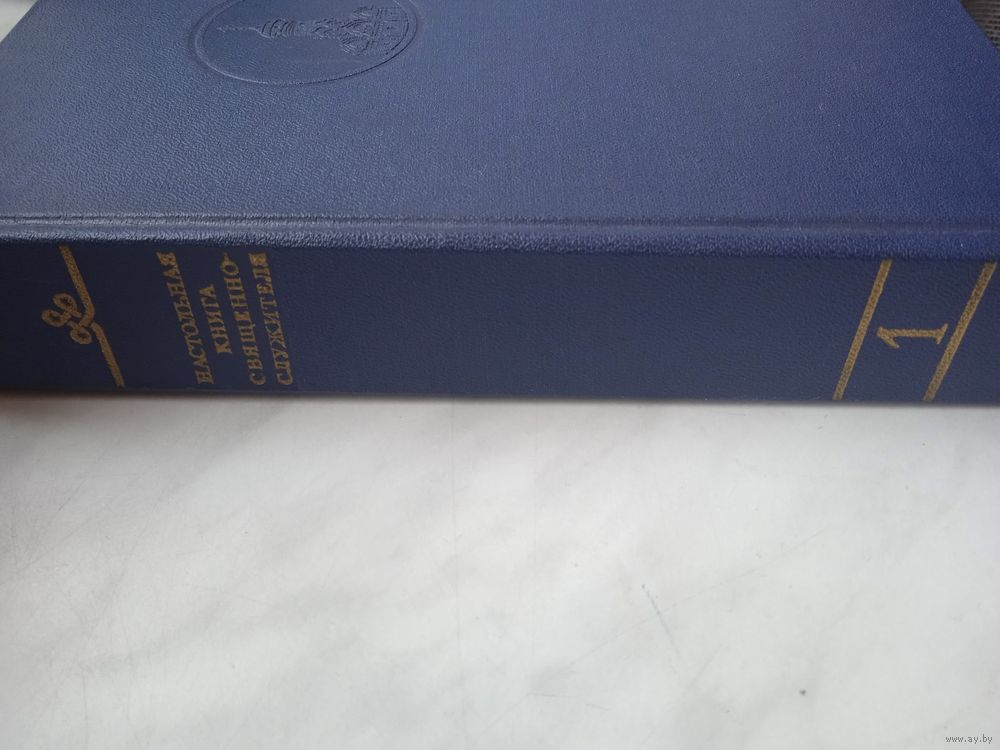 НАСТОЛЬНАЯ
КНИГА
СВЯЩЕННО-
СЛУЖИТЕЛЯ
1
www.ay.by